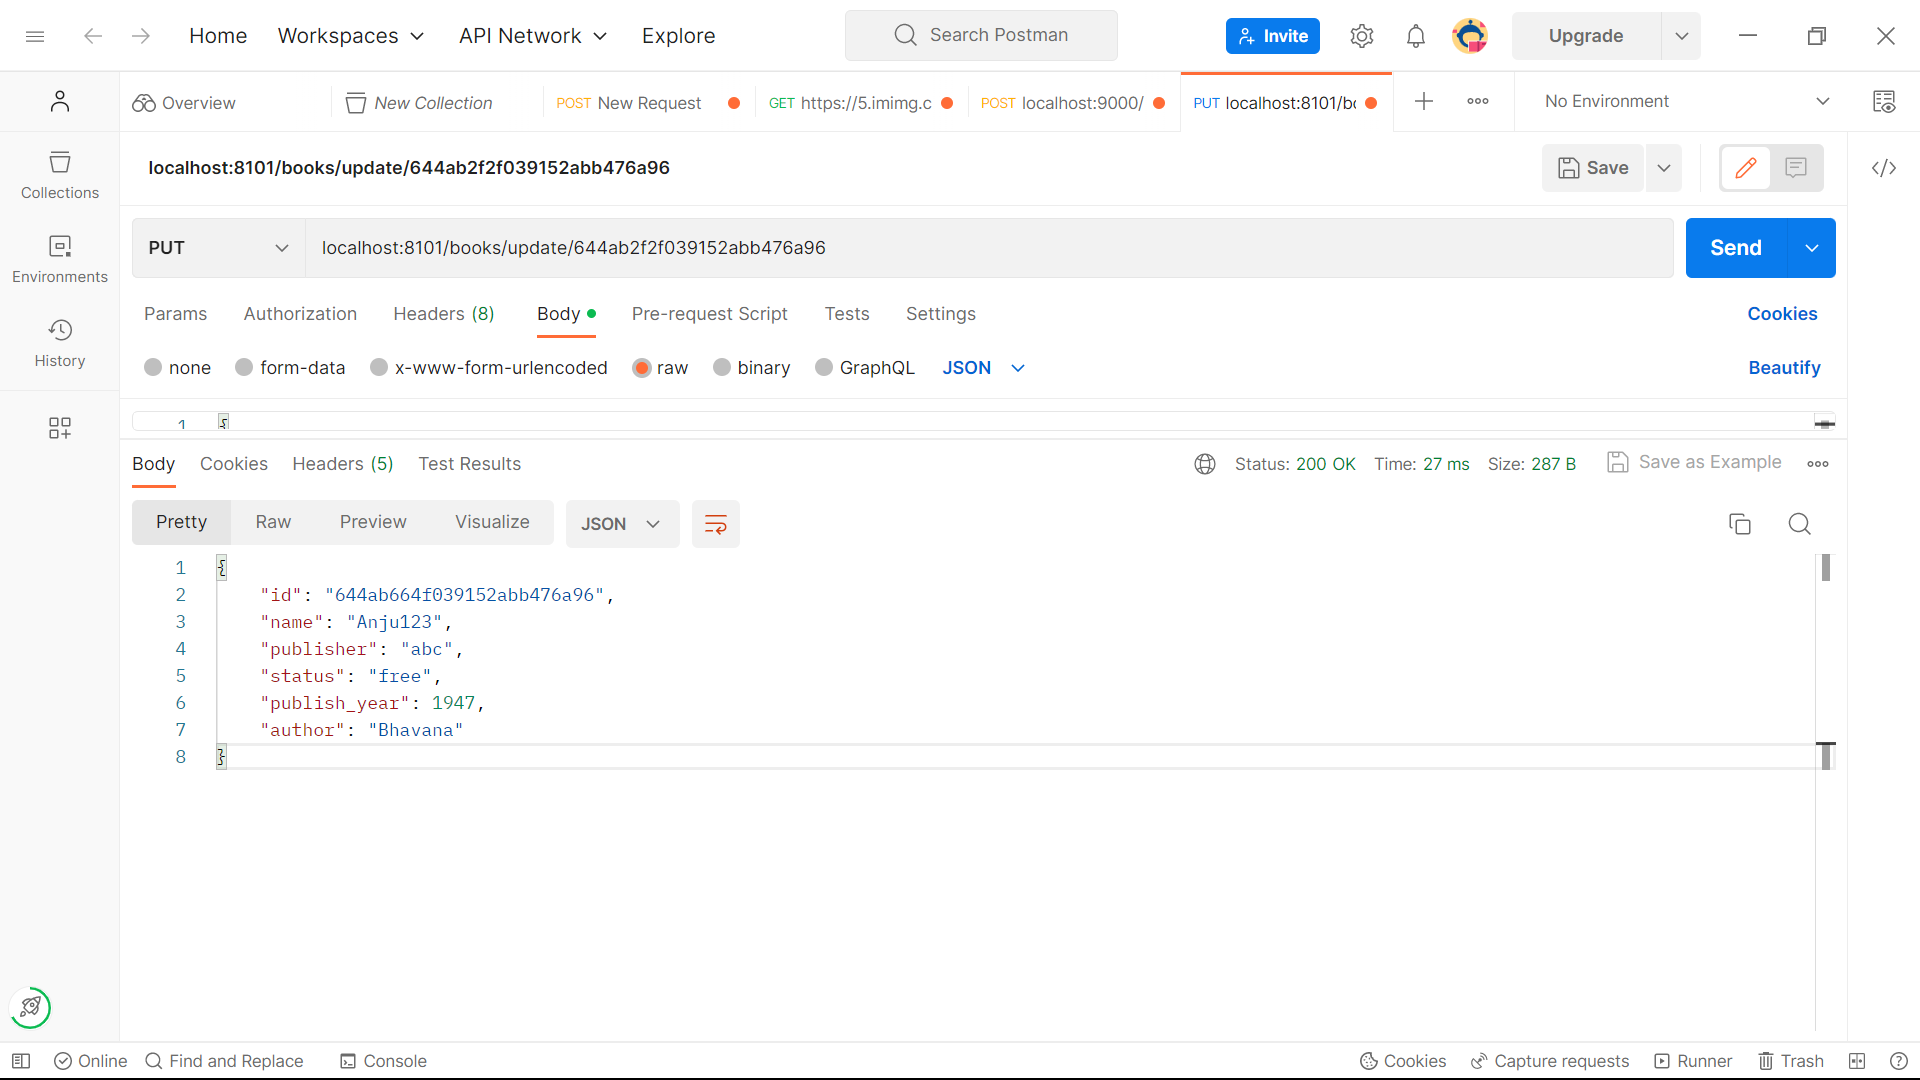 Home Workspaces API Network Explore Search Postman Invite Upgrade
Overview New Collection POST New Request GET https://5.imimg.c POST localhost:9000/ PUT localhost:8101/bo No Environment
localhost:8101/books/update/644ab2f2f039152abb476a96 Save
Collections
PUT localhost:8101/books/update/644ab2f2f039152abb476a96 Send
Environments
Params Authorization Headers (8) Body Pre-request Script Tests Settings Cookies
History
none form-data x-www-form-urlencoded raw binary GraphQL JSON Beautify
1 {
Body Cookies Headers (5) Test Results Status: 200 OK Time: 27 ms Size: 287 B Save as Example
Pretty Raw Preview Visualize JSON
1 {
2 "id": "644ab664f039152abb476a96",
3 "name": "Anju123",
4 "publisher": "abc",
5 "status": "free",
6 "publish_year": 1947,
7 "author": "Bhavana"
8 }
Online Find and Replace Console Cookies Capture requests Runner Trash